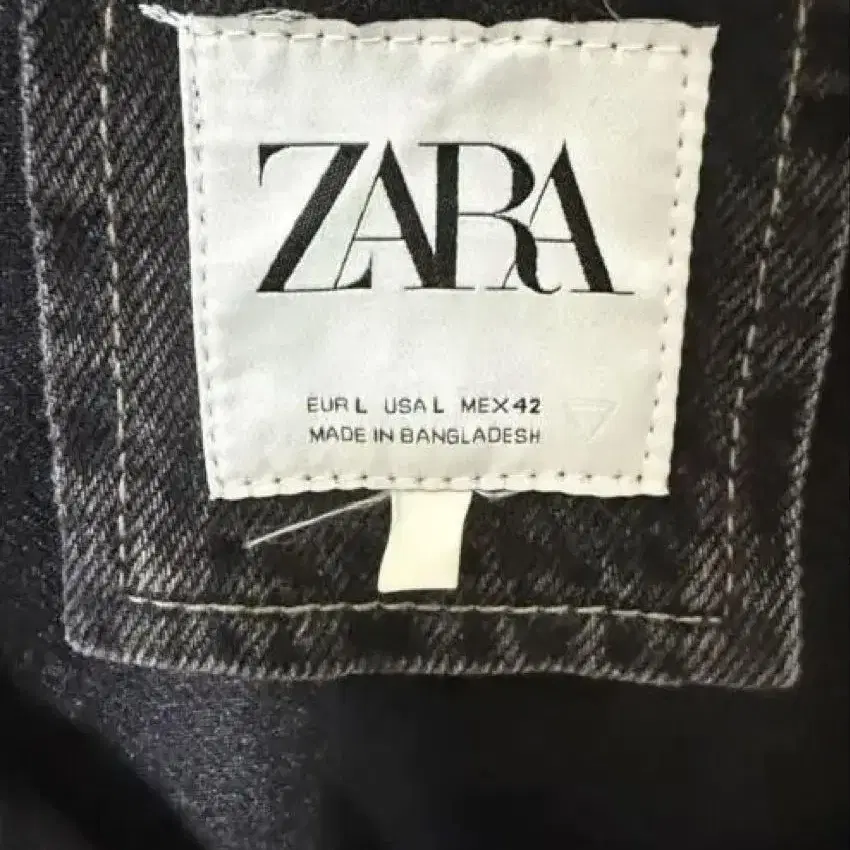 ZARA
EUR L USA L MEX 42
MADE IN BANGLADESH